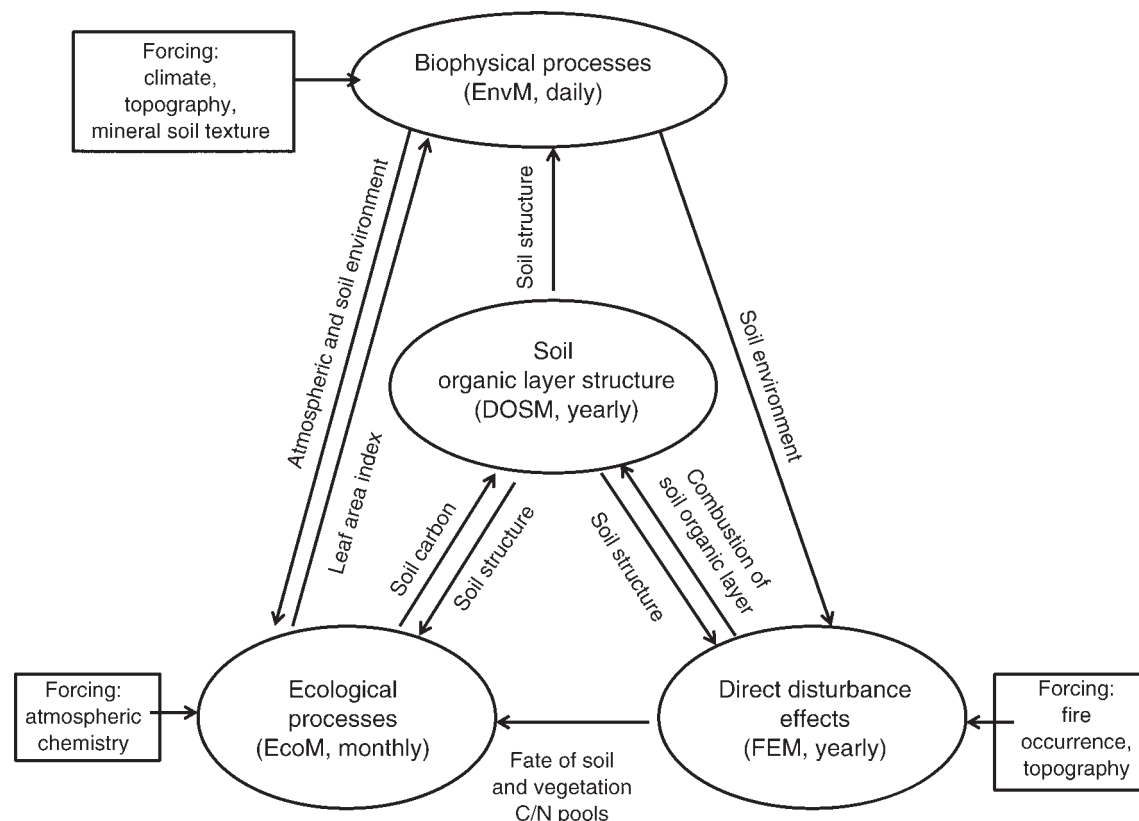 Forcing:
climate,
topography,
mineral soil texture
Biophysical processes
(EnvM, daily)
Atmospheric and soil environment
Leaf area index
Soil structure
Soil environment
Soil
organic layer structure
(DOSM, yearly)
Soil carbon
Soil structure
Soil structure
Combustion of
soil organic layer
Forcing:
atmospheric
chemistry
Ecological
processes
(EcoM, monthly)
Fate of soil
and vegetation
C/N pools
Direct disturbance
effects
(FEM, yearly)
Forcing:
fire
occurrence,
topography